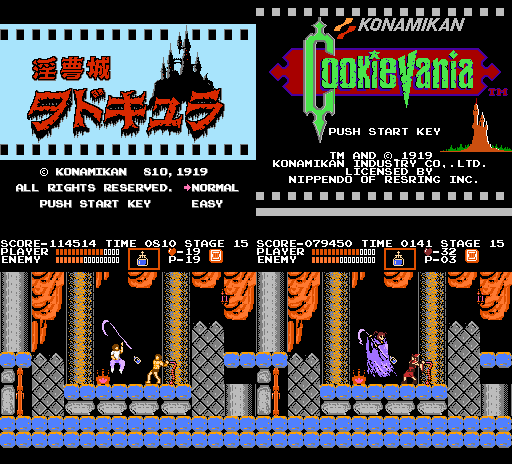 淫夢城
ヌドキュラ
© KONAMIKAN 810,1919
ALL RIGHTS RESERVED. →NORMAL
PUSH START KEY EASY
KONAMIKAN
CookieVania
TM
PUSH START KEY
TM AND © 1919
KONAMIKAN INDUSTRY CO,.LTD.
LICENSED BY
NIPPENDO OF RESRING INC.
SCORE-114514 TIME 0810 STAGE 15
PLAYER -19
ENEMY P-19
SCORE-079450 TIME 0141 STAGE 15
PLAYER -32
ENEMY P-03